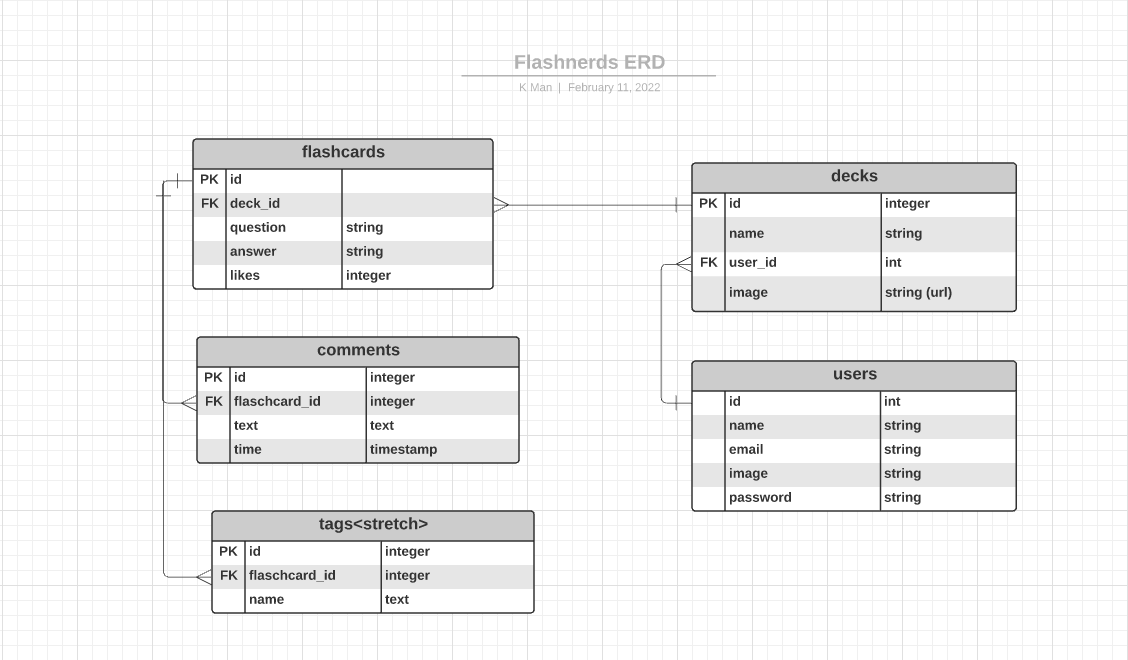 Flashnerds ERD
K Man | February 11, 2022
flashcards
PK id
FK deck_id
question string
answer string
likes integer
decks
PK id integer
name string
FK user_id int
image string (url)
comments
PK id integer
FK flaschcard_id integer
text text
time timestamp
users
id int
name string
email string
image string
password string
tags<stretch>
PK id integer
FK flaschcard_id integer
name text